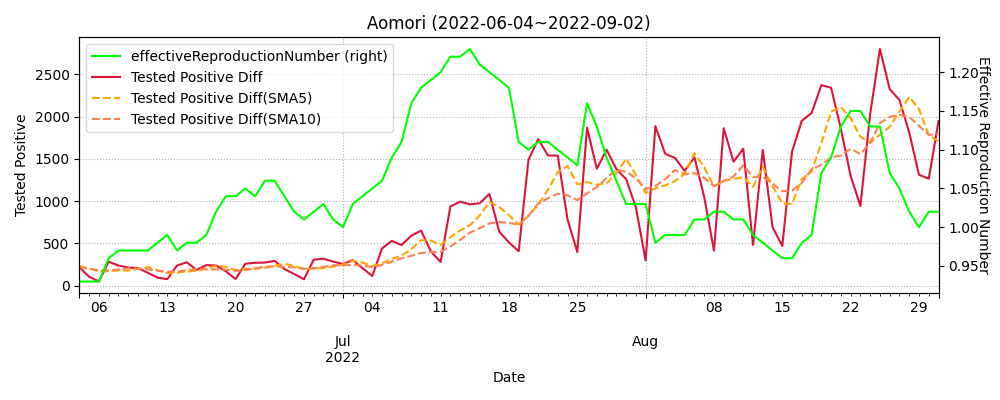 Aomori (2022-06-04~2022-09-02)
effectiveReproductionNumber (right)
Tested Positive Diff
Tested Positive Diff(SMA5)
Tested Positive Diff(SMA10)
Tested Positive
2500
2000
1500
1000
500
0
1.20
1.15
1.10
1.05
1.00
0.95
Effective Reproduction Number
06 13 20 27 04 11 18 25 08 15 22 29
Jul Aug
2022
Date